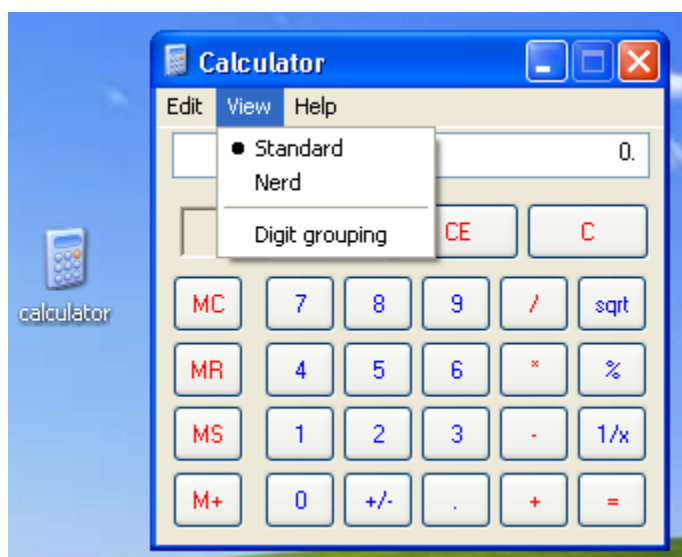 Calculator
Edit View Help
0.
Standard
Nerd
Digit grouping
CE C
calculator
MC 7 8 9 / sqrt
MR 4 5 6 * %
MS 1 2 3 - 1/x
M+ 0 +/- . + =